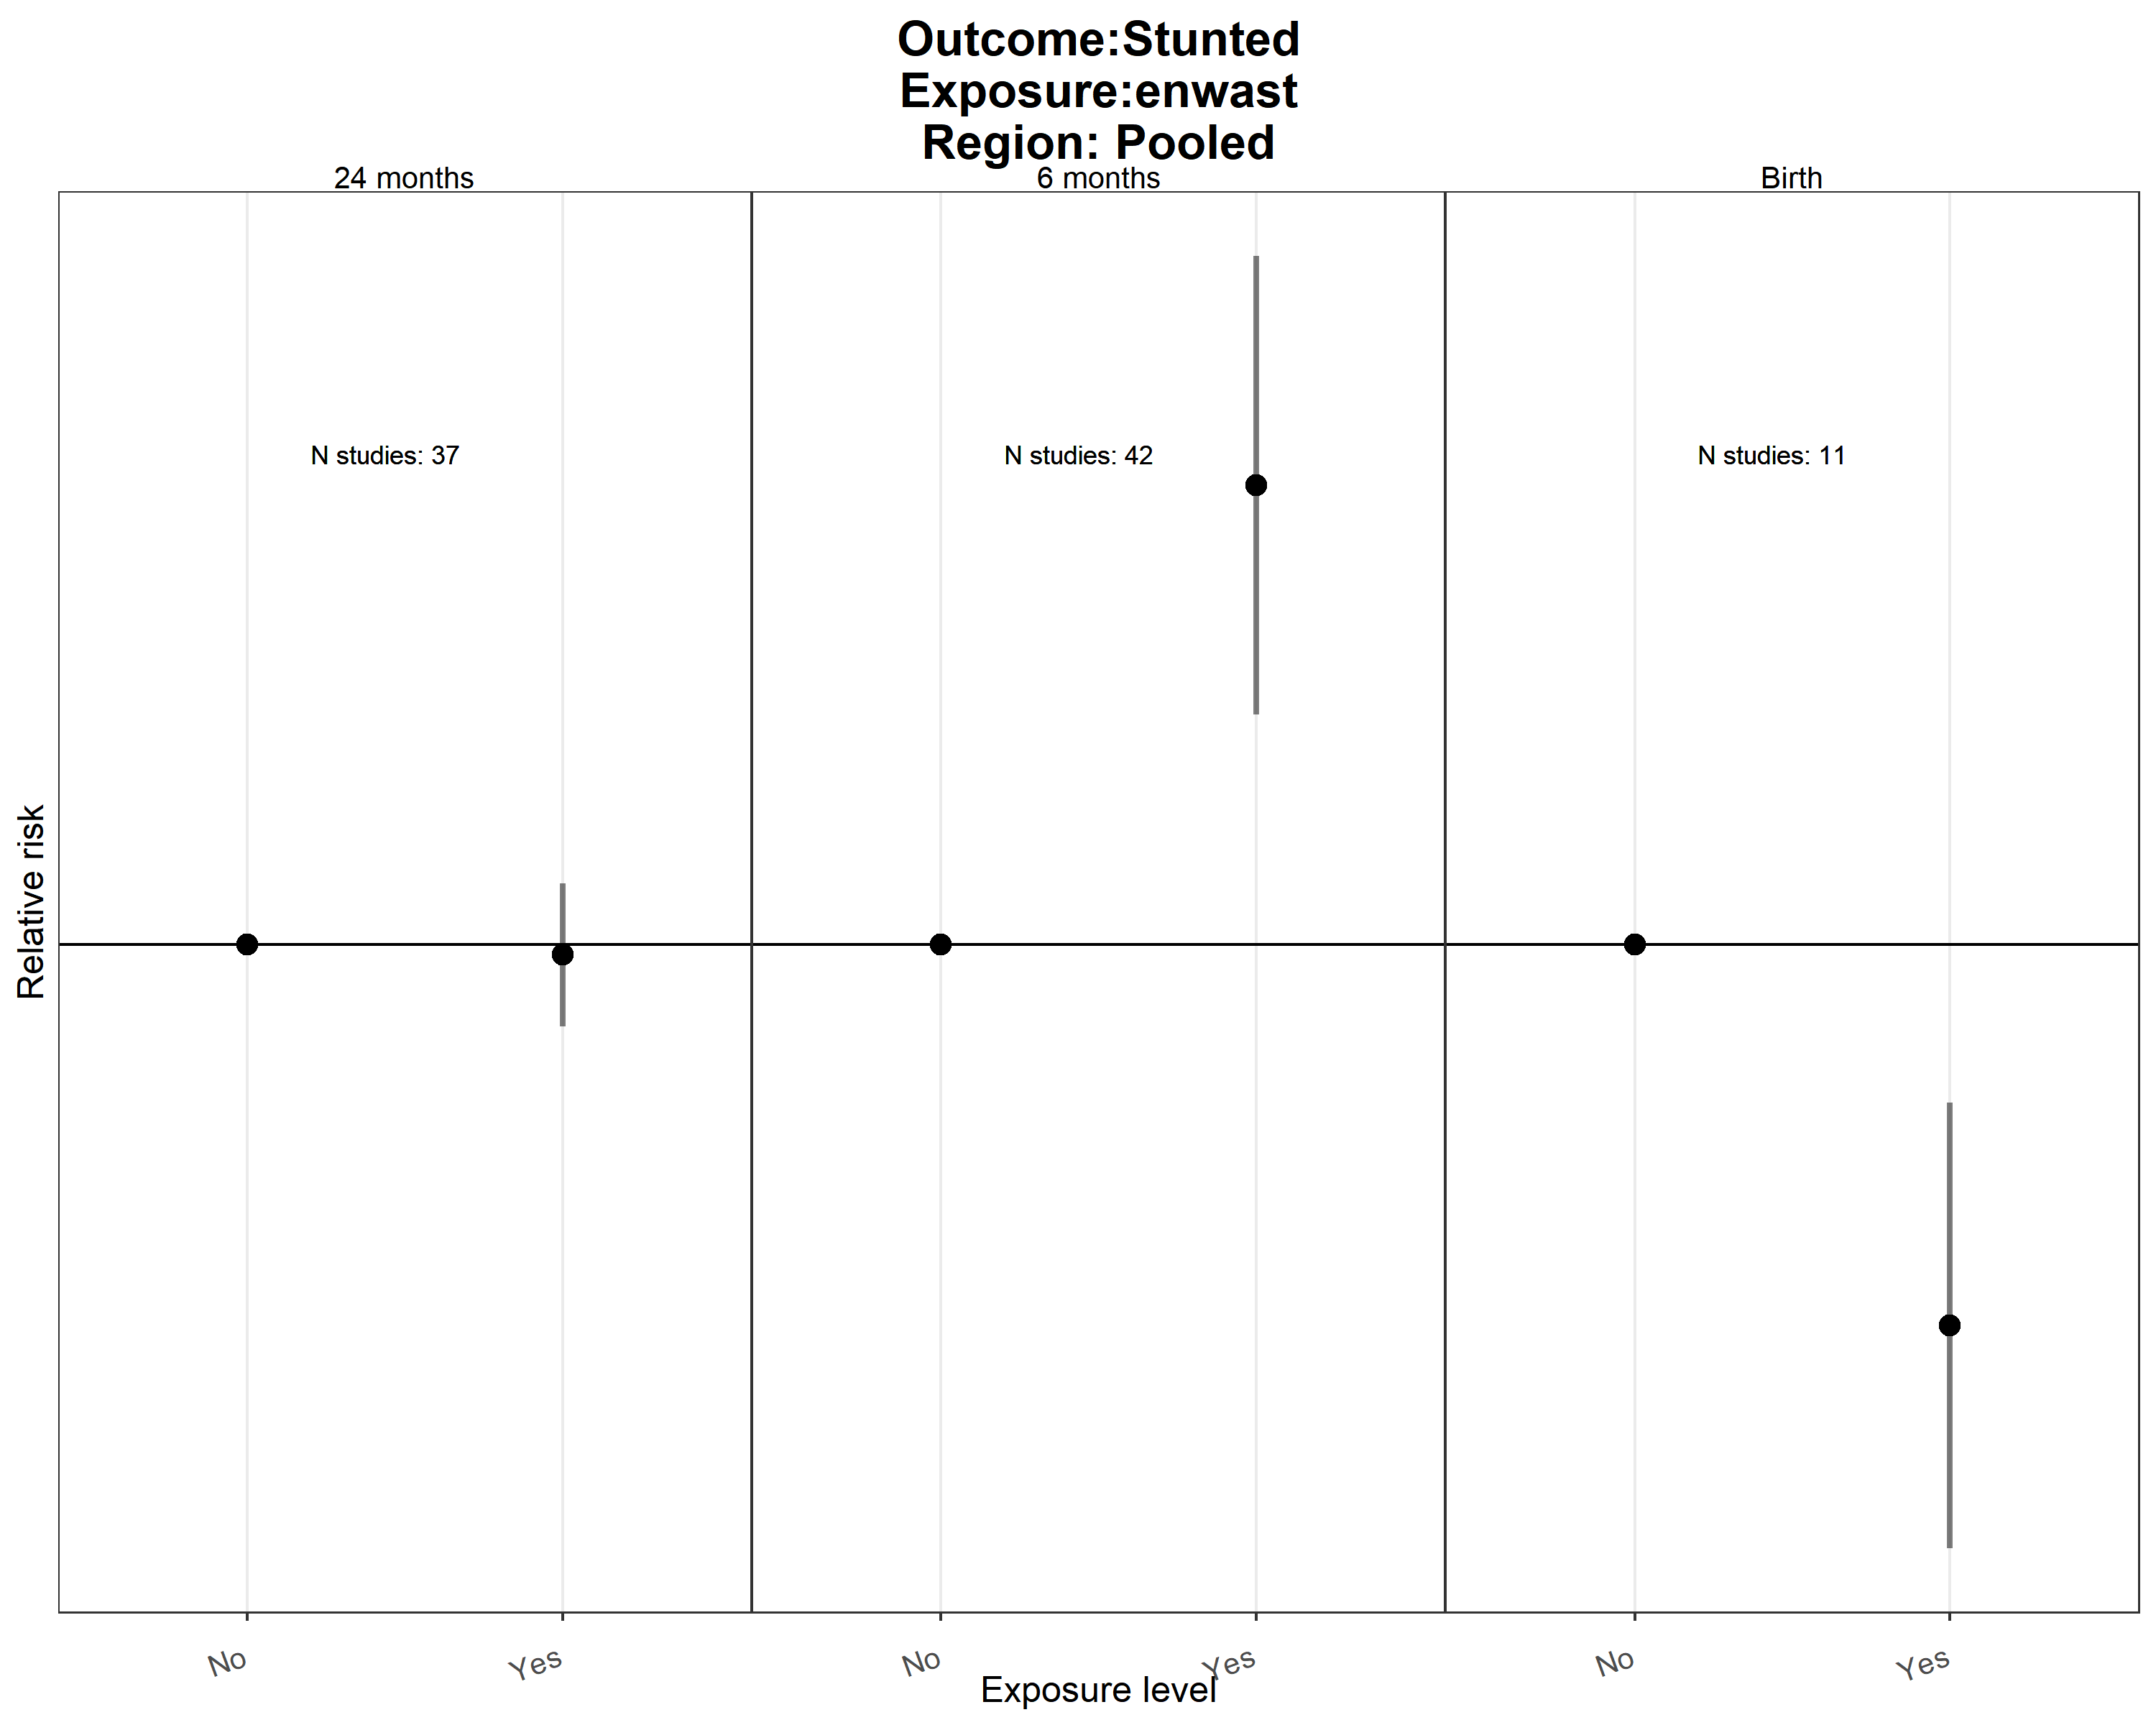 Outcome:Stunted
Exposure:enwast
Region: Pooled
24 months
6 months
Birth
N studies: 37
N studies: 42
N studies: 11
Relative risk
No
Yes
No
Yes
No
Yes
Exposure level